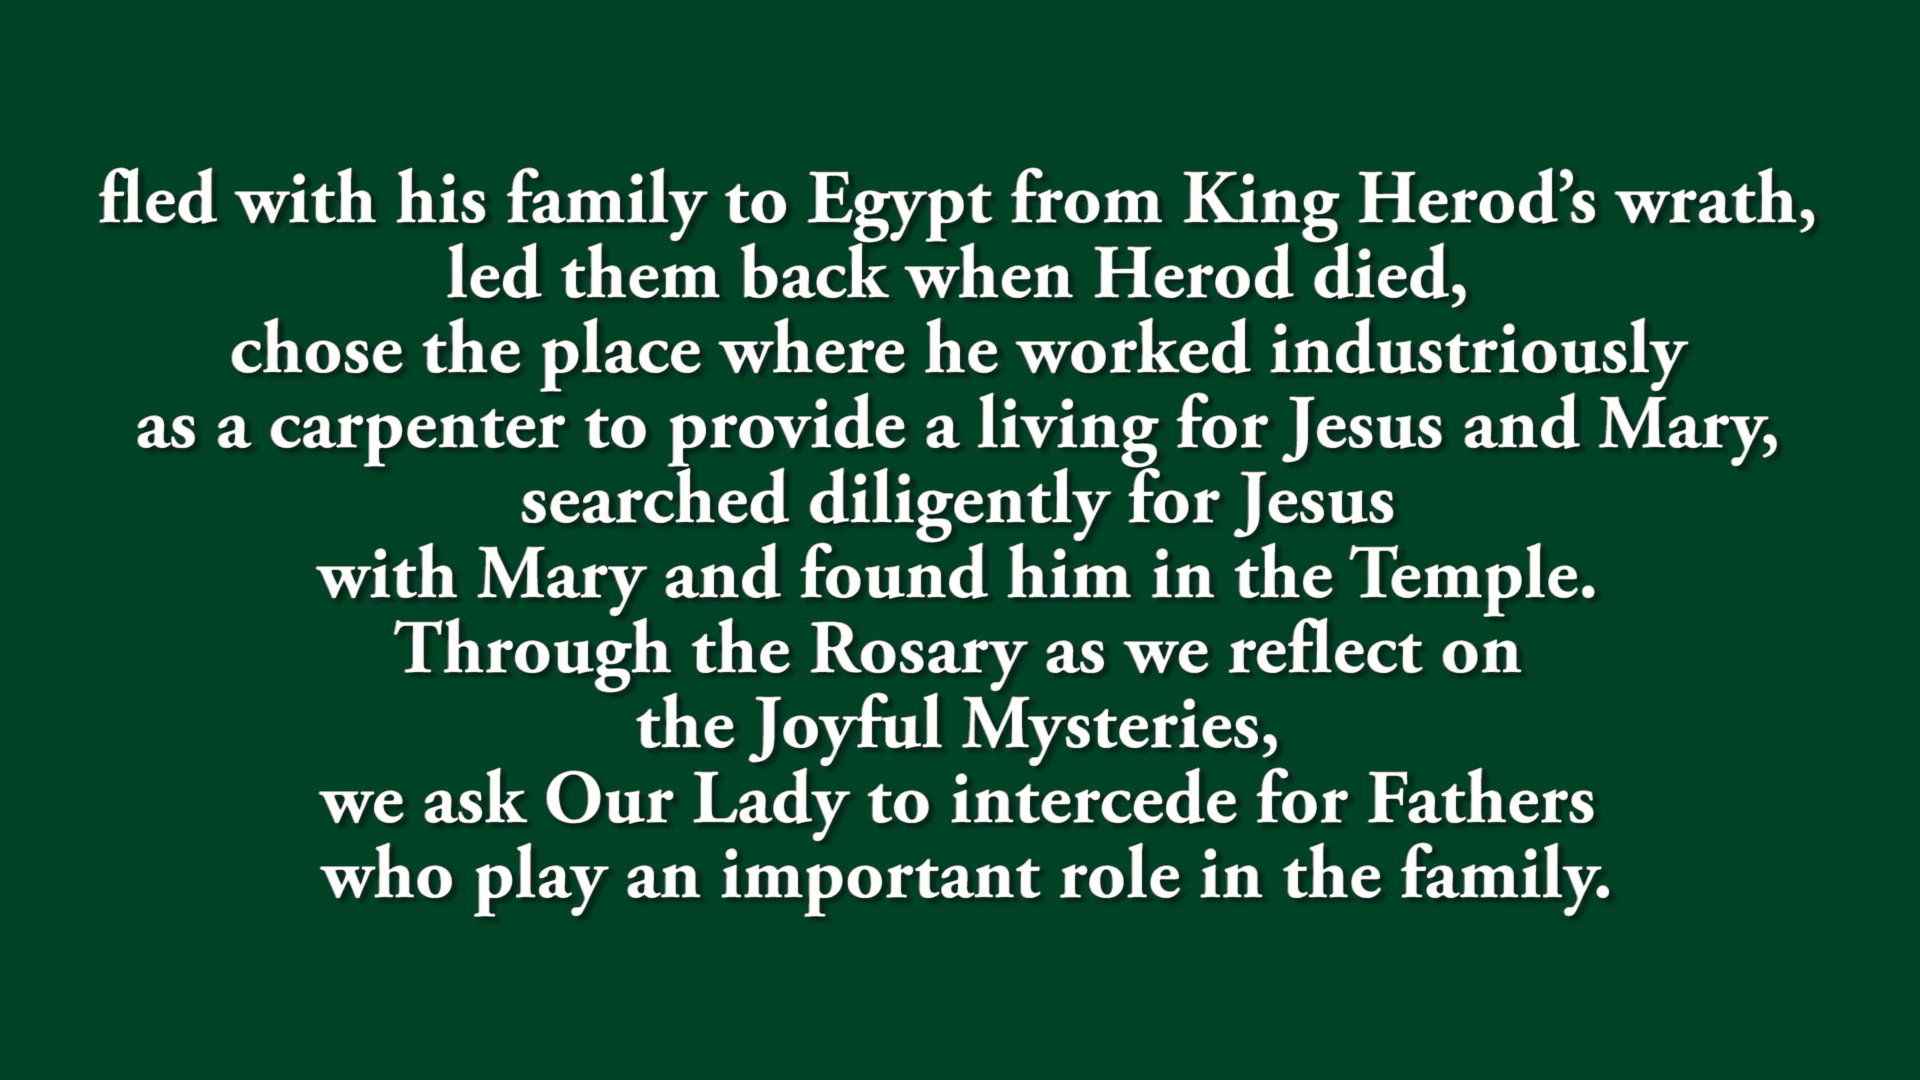 fled with his family to Egypt from King Herod’s wrath,
led them back when Herod died,
chose the place where he worked industriously
as a carpenter to provide a living for Jesus and Mary,
searched diligently for Jesus
with Mary and found him in the Temple.
Through the Rosary as we reflect on
the Joyful Mysteries,
we ask Our Lady to intercede for Fathers
who play an important role in the family.